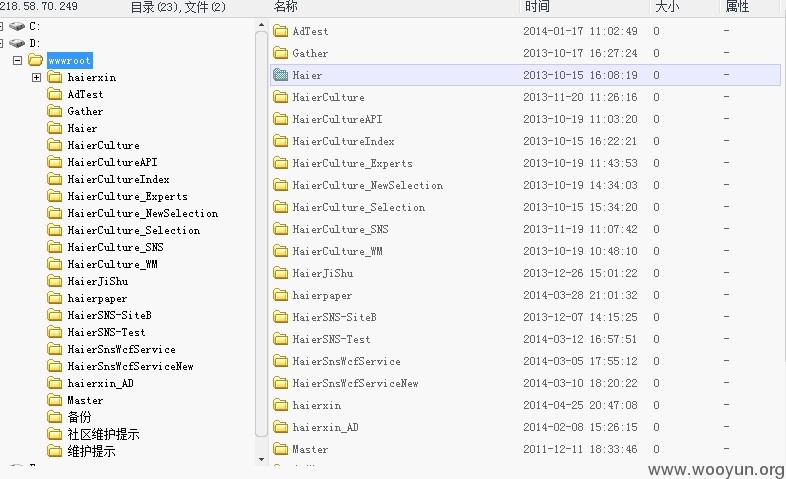 218.58.70.249 目录(23),文件(2) 名称 时间 大小 属性
C:
D:
wwwroot
haierxin
AdTest
Gather
Haier
HaierCulture
HaierCultureAPI
HaierCultureIndex
HaierCulture_Experts
HaierCulture_NewSelection
HaierCulture_Selection
HaierCulture_SNS
HaierCulture_WM
HaierJiShu
haierpaper
HaierSNS-SiteB
HaierSNS-Test
HaierSnsWcfService
HaierSnsWcfServiceNew
haierxin_AD
Master
备份
社区维护提示
维护提示
AdTest 2014-01-17 11:02:49 0 -
Gather 2013-10-17 16:27:24 0 -
Haier 2013-10-15 16:08:19 0 -
HaierCulture 2013-11-20 11:26:16 0 -
HaierCultureAPI 2013-10-19 11:03:20 0 -
HaierCultureIndex 2013-10-15 16:22:21 0 -
HaierCulture_Experts 2013-10-19 11:43:53 0 -
HaierCulture_NewSelection 2013-10-19 14:34:03 0 -
HaierCulture_Selection 2013-10-15 15:34:20 0 -
HaierCulture_SNS 2013-11-19 11:07:42 0 -
HaierCulture_WM 2013-10-19 10:48:10 0 -
HaierJiShu 2013-12-26 15:01:22 0 -
haierpaper 2014-03-28 21:01:32 0 -
HaierSNS-SiteB 2013-12-07 14:15:25 0 -
HaierSNS-Test 2014-03-12 16:57:51 0 -
HaierSnsWcfService 2014-03-05 17:55:12 0 -
HaierSnsWcfServiceNew 2014-03-10 18:20:22 0 -
haierxin 2014-04-25 20:47:08 0 -
haierxin_AD 2014-02-08 15:26:15 0 -
Master 2011-12-11 18:33:46 0 -
www.wooyun.org